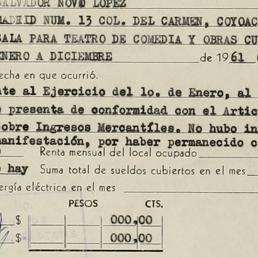 SALVADOR NOVO LOPEZ
MADRID NUM. 13 COL. DEL CARMEN, COYOAC
SALA PARA TEATRO DE COMEDIA Y OBRAS CU
ENERO A DICIEMBRE de 1961
echa en que ocurrió.
nte al Ejercicio del 1o. de Enero, al
e presenta de conformidad con el Artic
obre Ingresos Mercantiles. No hubo in
manifestación, por haber permanecido c
Renta mensual del local ocupado
o hay Suma total de sueldos cubiertos en el mes
ergía eléctrica en el mes
PESOS CTS.
$ 000,00
$ 000,00